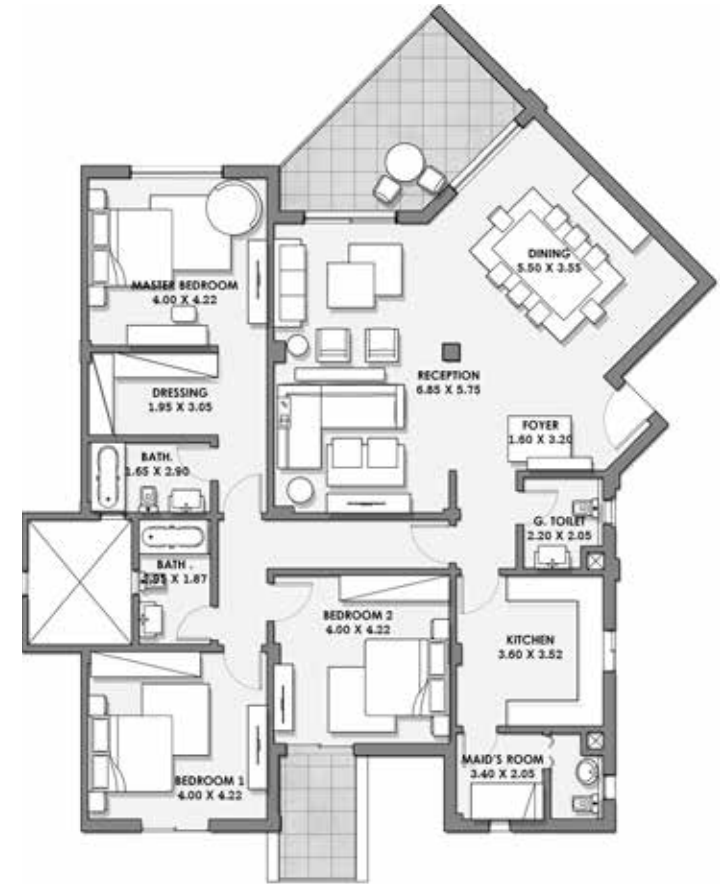 DINING
5.50 X 3.55
MASTER BEDROOM
4.00 X 4.22
RECEPTION
6.85 X 5.75
DRESSING
1.95 X 3.05
FOYER
1.60 X 3.20
BATH.
1.65 X 2.90
G. TOILET
2.20 X 2.05
BATH .
2.95 X 1.87
BEDROOM 2
4.00 X 4.22
KITCHEN
3.60 X 3.52
MAID'S ROOM
3.40 X 2.05
BEDROOM 1
4.00 X 4.22